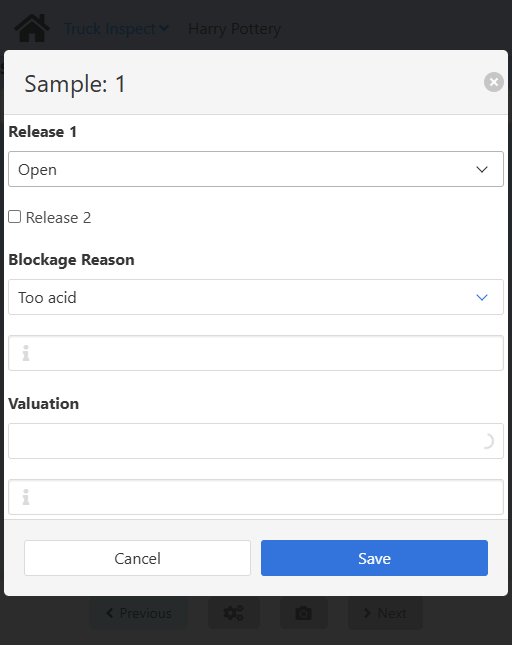 Truck Inspect Harry Pottery
Sample: 1
Release 1
Open
Release 2
Blockage Reason
Too acid
Valuation
Cancel Save
Previous Next